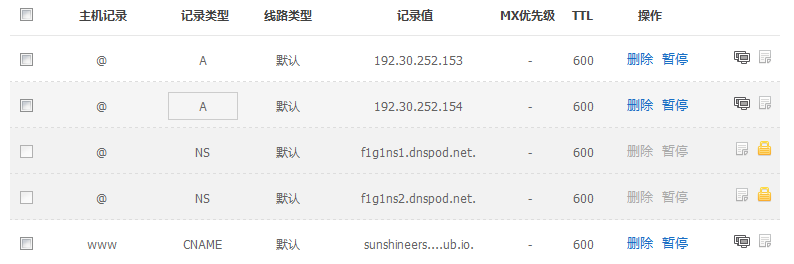 主机记录 记录类型 线路类型 记录值 MX优先级 TTL 操作
@ A 默认 192.30.252.153 - 600 删除 暂停
@ A 默认 192.30.252.154 - 600 删除 暂停
@ NS 默认 f1g1ns1.dnspod.net. - 600 删除 暂停
@ NS 默认 f1g1ns2.dnspod.net. - 600 删除 暂停
www CNAME 默认 sunshineers....ub.io. - 600 删除 暂停